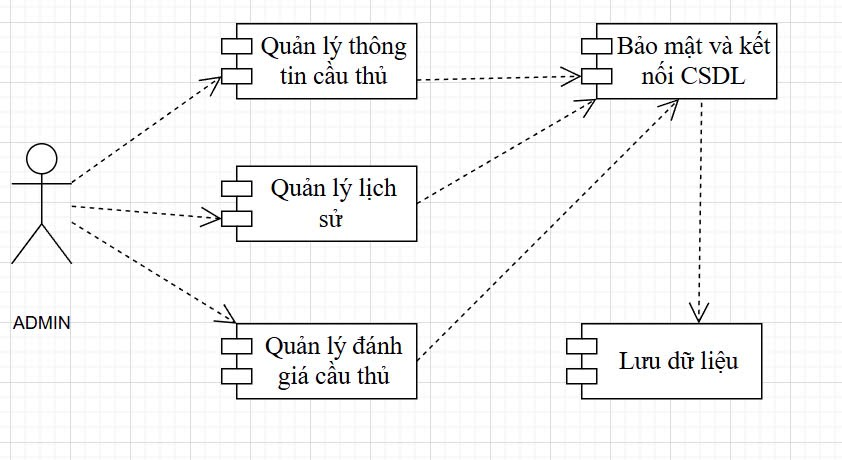 Quản lý thông
tin cầu thủ
Bảo mật và kết
nối CSDL
Quản lý lịch
sử
ADMIN
Quản lý đánh
giá cầu thủ
Lưu dữ liệu